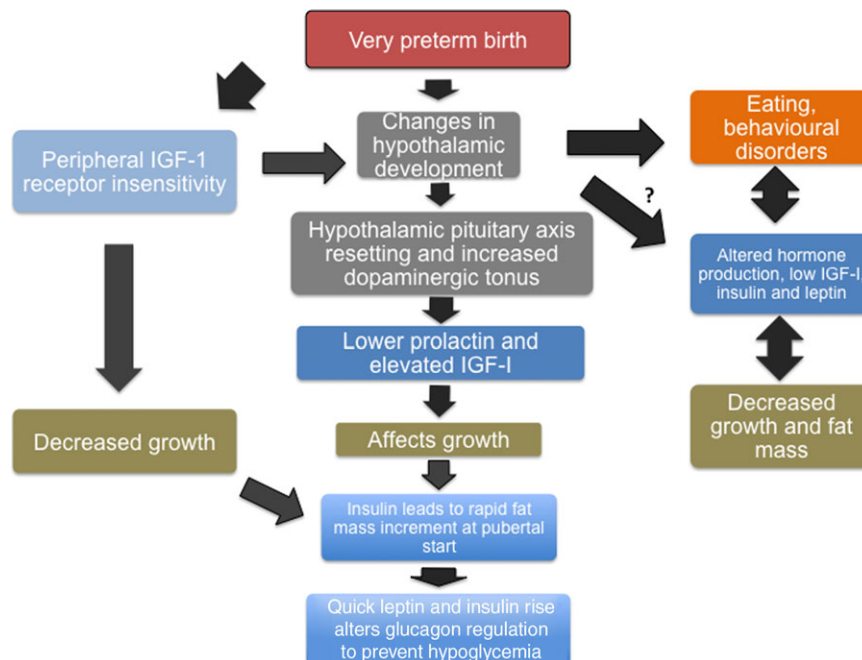 Very preterm birth
Changes in
hypothalamic
development
Eating,
behavioural
disorders
Peripheral IGF-1
receptor insensitivity
?
Hypothalamic pituitary axis
resetting and increased
dopaminergic tonus
Altered hormone
production, low IGF-I,
insulin and leptin
Lower prolactin and
elevated IGF-I
Decreased growth
Affects growth
Decreased
growth and fat
mass
Insulin leads to rapid fat
mass increment at pubertal
start
Quick leptin and insulin rise
alters glucagon regulation
to prevent hypoglycemia